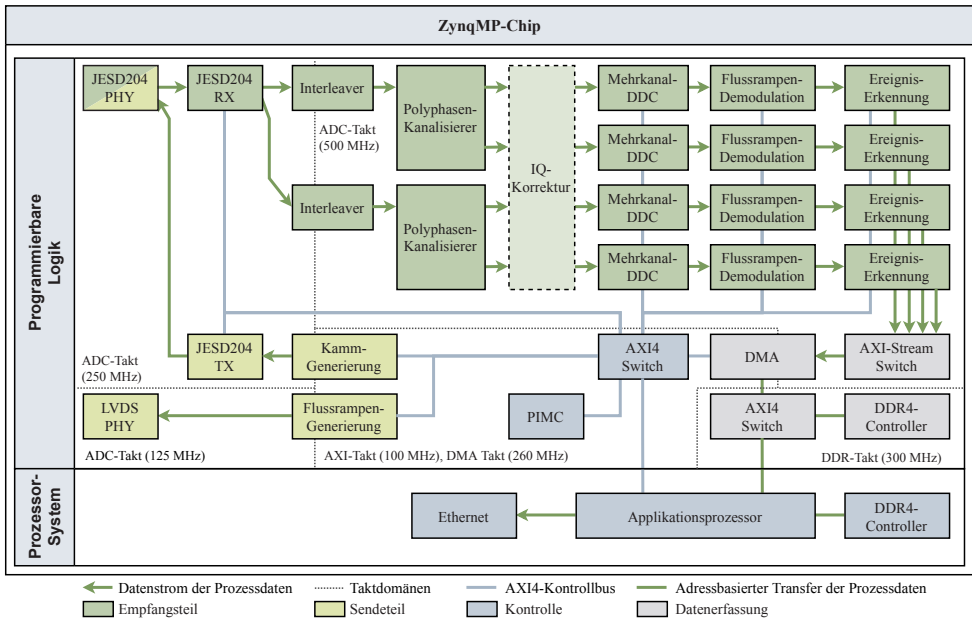 ZynqMP-Chip
Programmierbare
Logik
JESD204
PHY
JESD204
RX
Interleaver
ADC-Takt
(500 MHz)
Polyphasen-
Kanalisierer
IQ-
Korrektur
Mehrkanal-
DDC
Flussrampen-
Demodulation
Ereignis-
Erkennung
Mehrkanal-
DDC
Flussrampen-
Demodulation
Ereignis-
Erkennung
Interleaver
Polyphasen-
Kanalisierer
Mehrkanal-
DDC
Flussrampen-
Demodulation
Ereignis-
Erkennung
Mehrkanal-
DDC
Flussrampen-
Demodulation
Ereignis-
Erkennung
ADC-Takt
(250 MHz)
JESD204
TX
Kamm-
Generierung
AXI4
Switch
DMA
AXI-Stream
Switch
LVDS
PHY
Flussrampen-
Generierung
PIMC
AXI4
Switch
DDR4-
Controller
ADC-Takt (125 MHz)
AXI-Takt (100 MHz), DMA Takt (260 MHz)
DDR-Takt (300 MHz)
Prozessor-
System
Ethernet
Applikationsprozessor
DDR4-
Controller
Datenstrom der Prozessdaten
Taktdomänen
AXI4-Kontrollbus
Adressbasierter Transfer der Prozessdaten
Empfangsteil
Sendeteil
Kontrolle
Datenerfassung